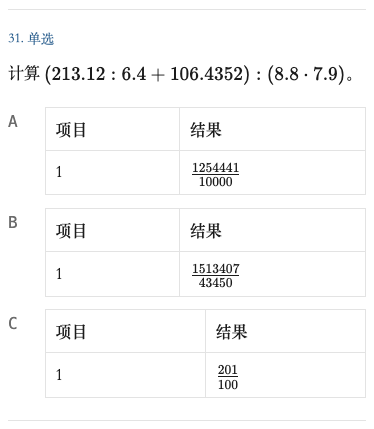 31. 单选
计算 (213.12 : 6.4 + 106.4352) : (8.8 · 7.9)。
A
项目 结果
1 1254441/10000
B
项目 结果
1 1513407/43450
C
项目 结果
1 201/100